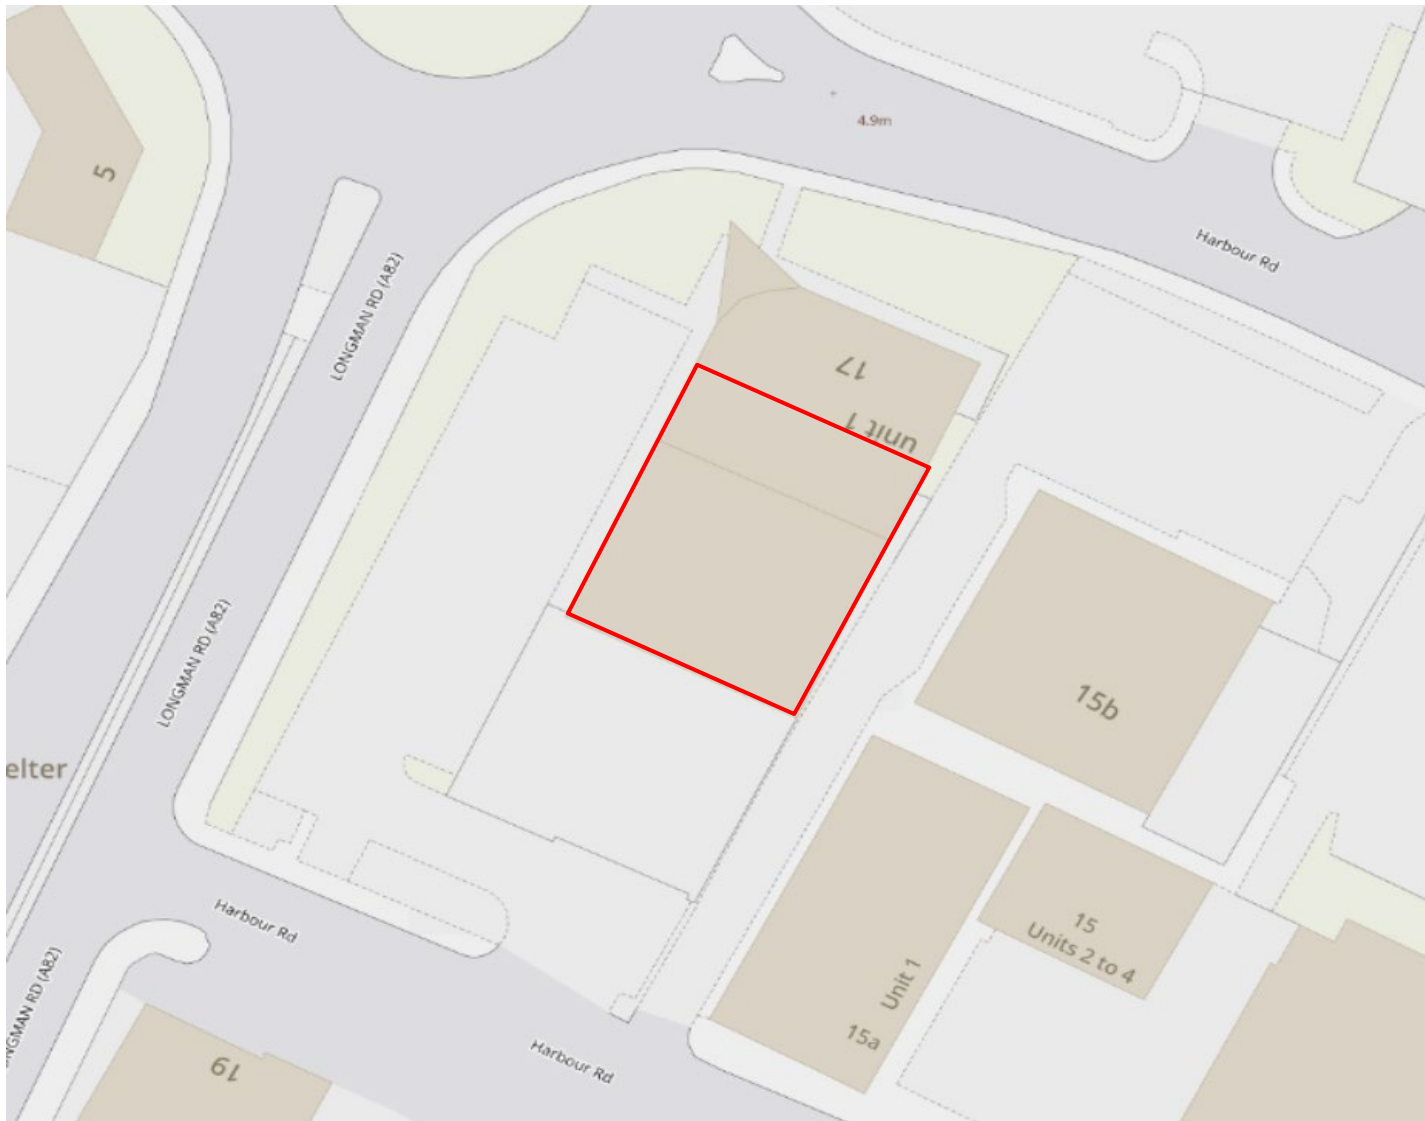 4.9m
5
Harbour Rd
LONGMAN RD (A82)
17
unit 1
LONGMAN RD (A82)
15b
elter
Harbour Rd
15
Units 2 to 4
Unit 1
15a
NGMAN RD (A82)
Harbour Rd
19